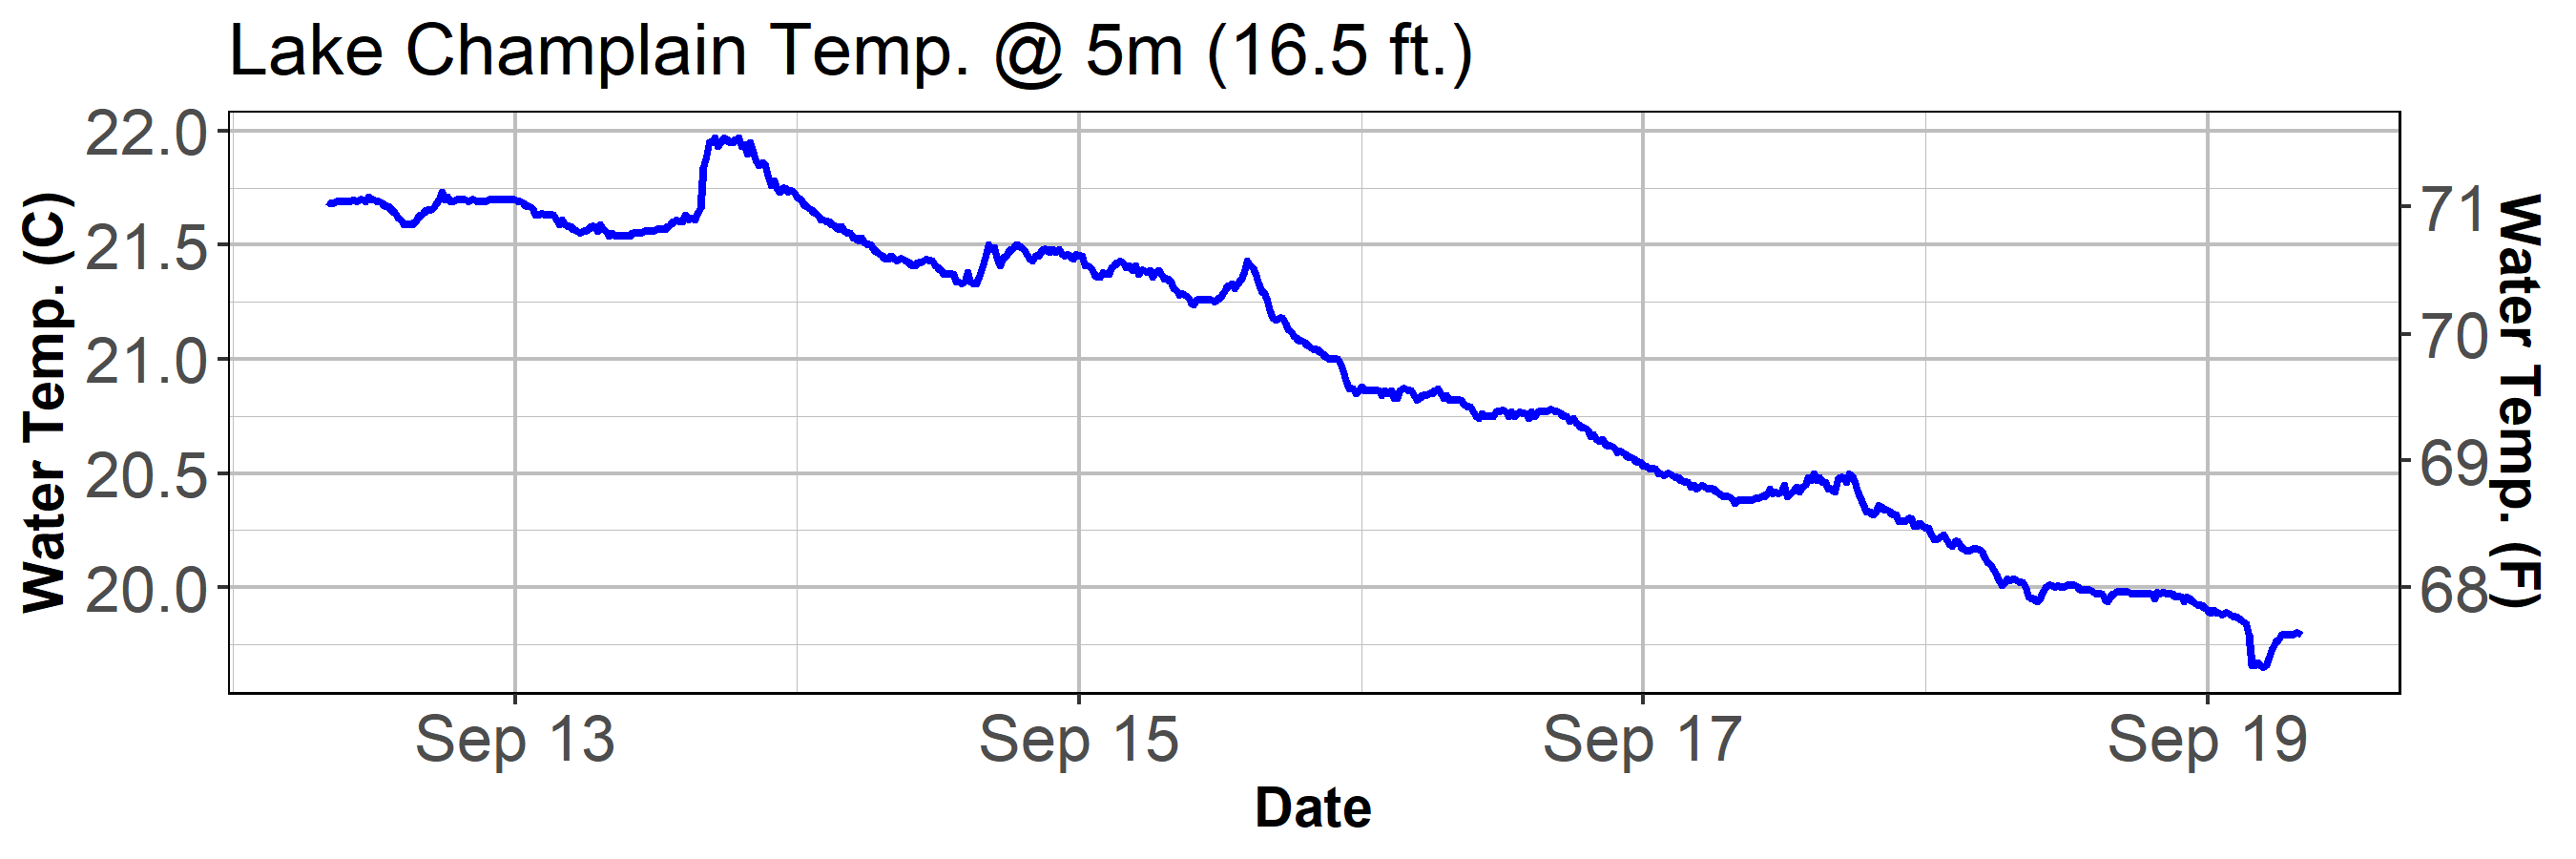 Lake Champlain Temp. @ 5m (16.5 ft.)
Water Temp. (C)
22.0
21.5
21.0
20.5
20.0
71
70
69
68
Water Temp. (F)
Sep 13
Sep 15
Sep 17
Sep 19
Date